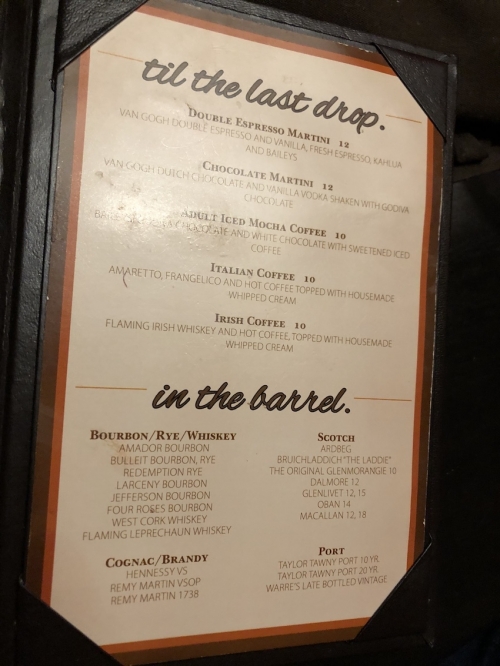 til the last drop.
DOUBLE ESPRESSO MARTINI 12
VAN GOGH DOUBLE ESPRESSO AND VANILLA, FRESH ESPRESSO, KAHLUA
AND BAILEYS
CHOCOLATE MARTINI 12
VAN GOGH DUTCH CHOCOLATE AND VANILLA VODKA SHAKEN WITH GODIVA
CHOCOLATE
ADULT ICED MOCHA COFFEE 10
CHOCOLATE AND WHITE CHOCOLATE WITH SWEETENED ICED
COFFEE
ITALIAN COFFEE 10
AMARETTO, FRANGELICO AND HOT COFFEE TOPPED WITH HOUSEMADE
WHIPPED CREAM
IRISH COFFEE 10
FLAMING IRISH WHISKEY AND HOT COFFEE, TOPPED WITH HOUSEMADE
WHIPPED CREAM
in the barrel.
BOURBON/RYE/WHISKEY
AMADOR BOURBON
BULLEIT BOURBON, RYE
REDEMPTION RYE
LARCENY BOURBON
JEFFERSON BOURBON
FOUR ROSES BOURBON
WEST CORK WHISKEY
FLAMING LEPRECHAUN WHISKEY
COGNAC/BRANDY
HENNESSY VS
REMY MARTIN VSOP
REMY MARTIN 1738
SCOTCH
ARDBEG
BRUICHLADDICH "THE LADDIE"
THE ORIGINAL GLENMORANGIE 10
DALMORE 12
GLENLIVET 12, 15
OBAN 14
MACALLAN 12, 18
PORT
TAYLOR TAWNY PORT 10 YR.
TAYLOR TAWNY PORT 20 YR.
WARRE'S LATE BOTTLED VINTAGE